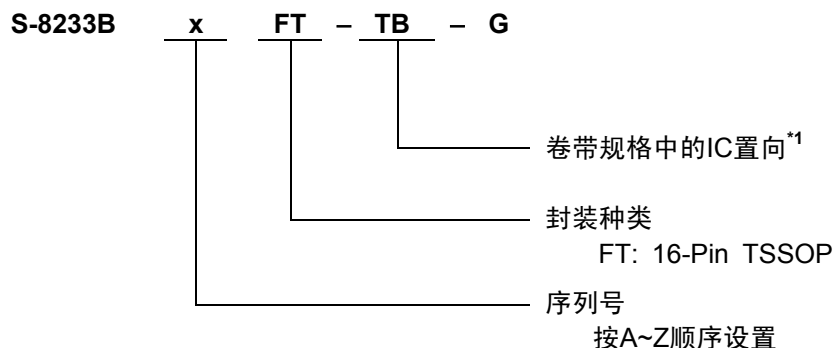 S-8233B x FT – TB – G
卷带规格中的IC置向*1
封装种类
FT: 16-Pin TSSOP
序列号
按A~Z顺序设置